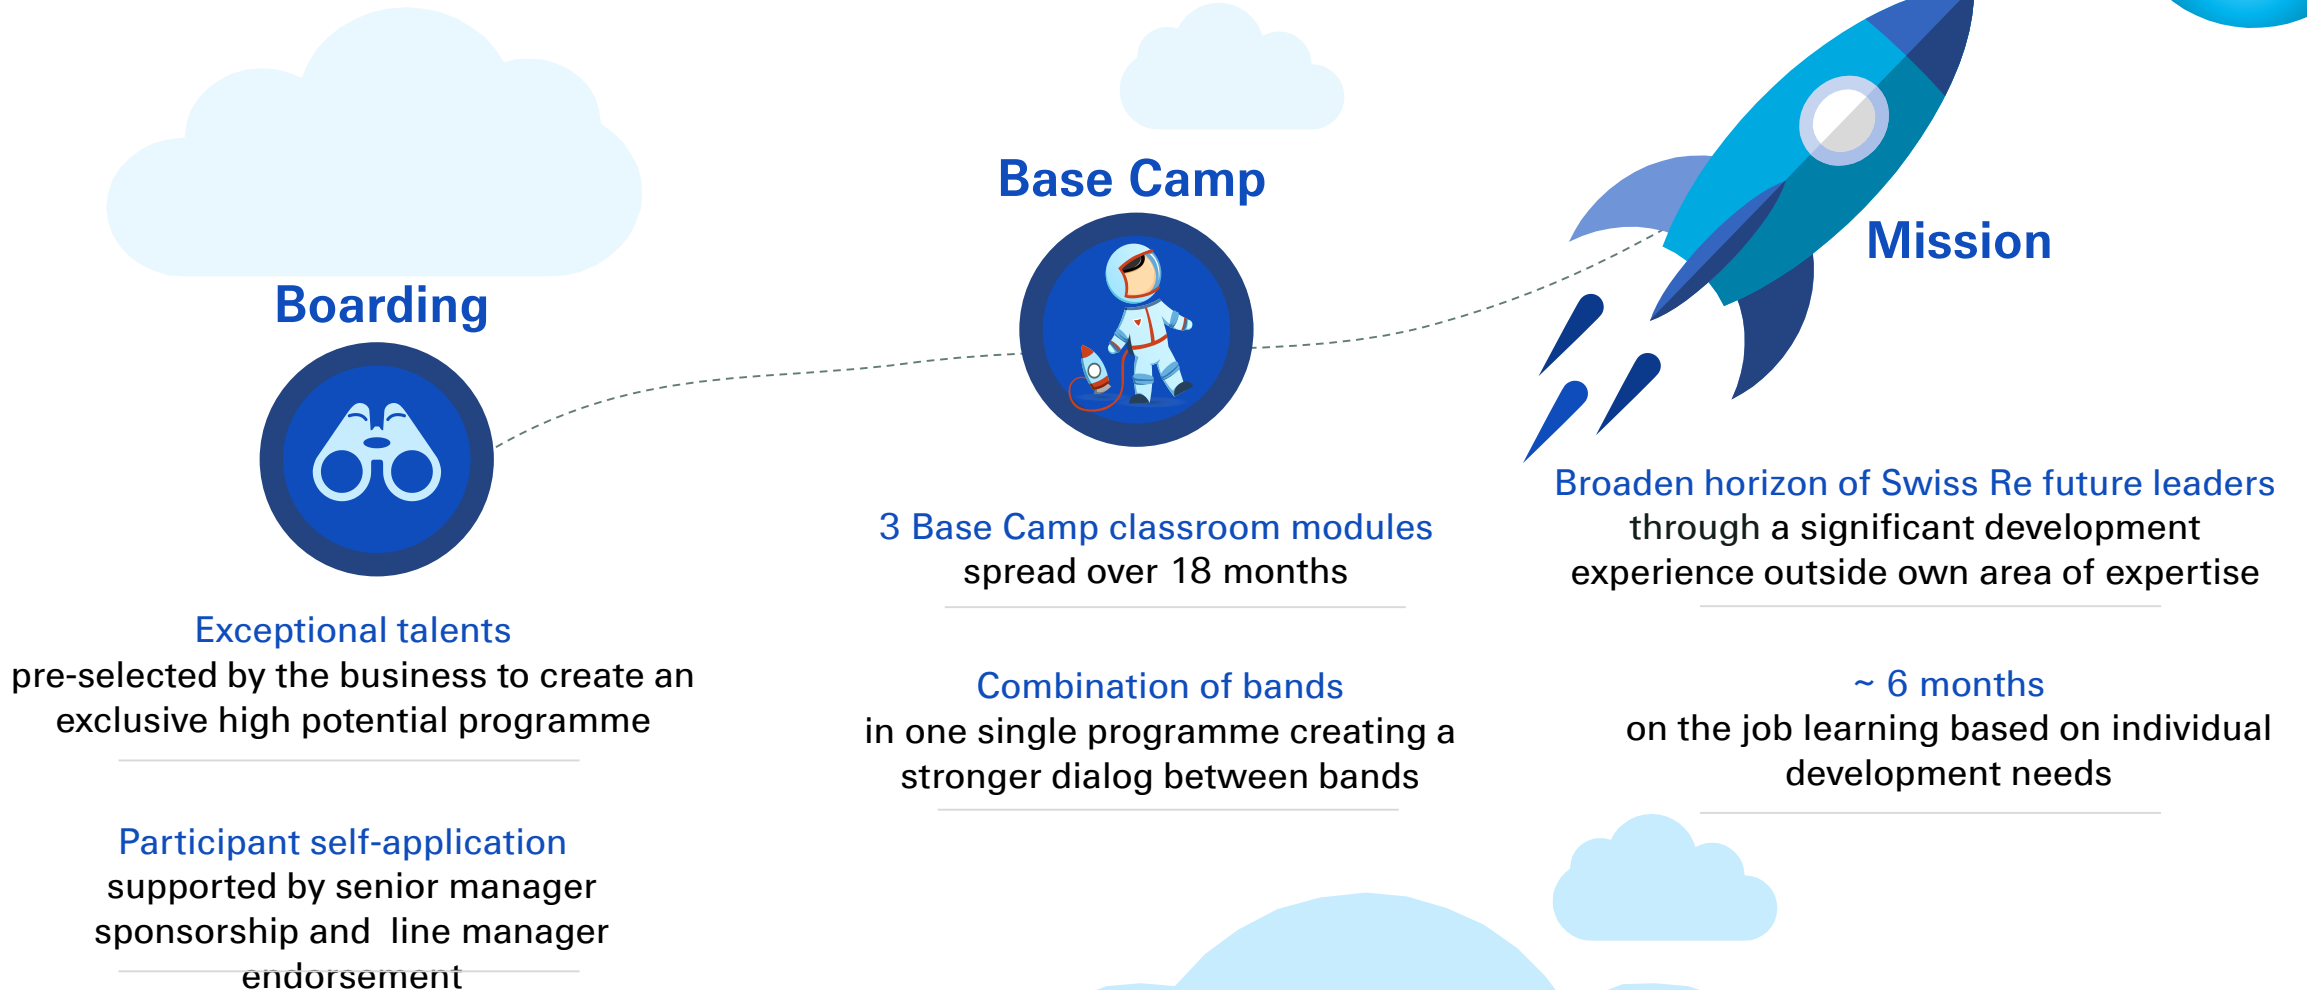 Boarding
Exceptional talents
pre-selected by the business to create an
exclusive high potential programme
Participant self-application
supported by senior manager
sponsorship and line manager
endorsement
Base Camp
3 Base Camp classroom modules
spread over 18 months
Combination of bands
in one single programme creating a
stronger dialog between bands
Mission
Broaden horizon of Swiss Re future leaders
through a significant development
experience outside own area of expertise
~ 6 months
on the job learning based on individual
development needs